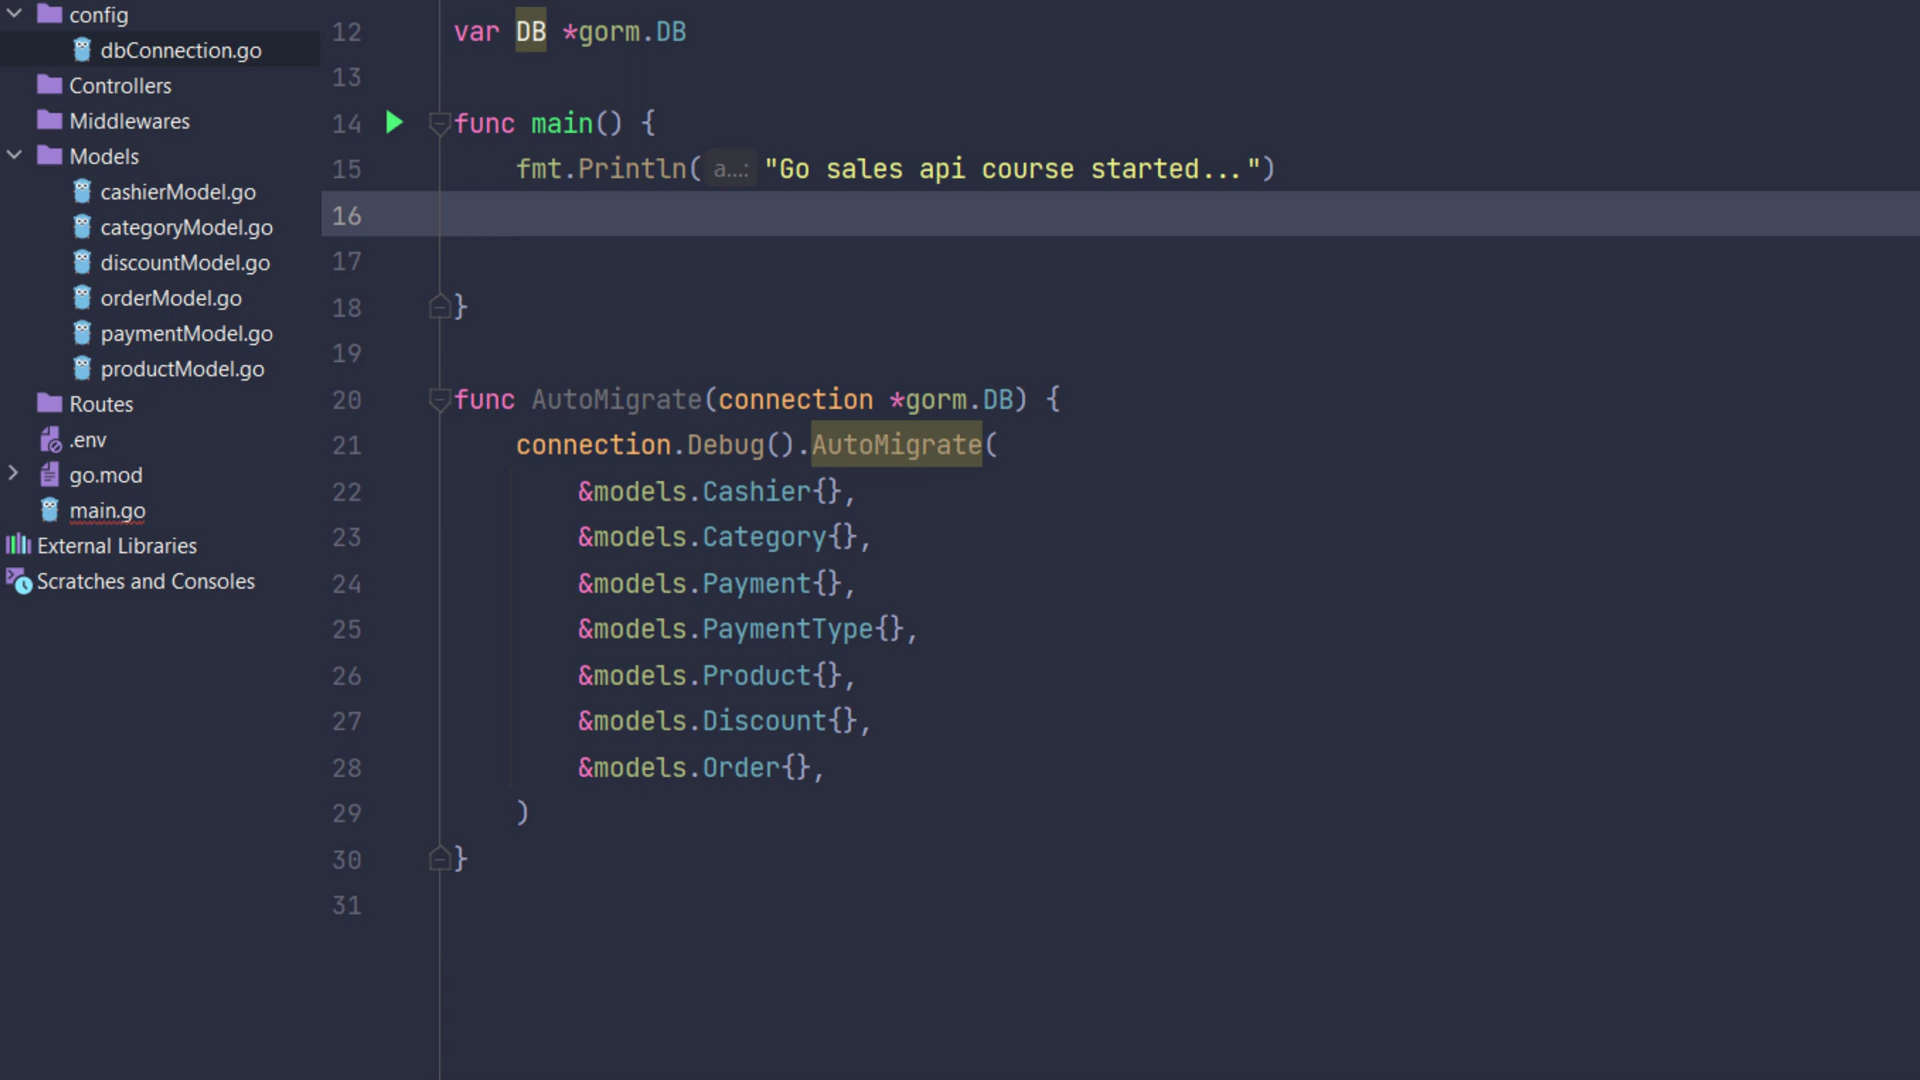 config
dbConnection.go
Controllers
Middlewares
Models
cashierModel.go
categoryModel.go
discountModel.go
orderModel.go
paymentModel.go
productModel.go
Routes
.env
go.mod
main.go
External Libraries
Scratches and Consoles
12 var DB *gorm.DB
13
14 func main() {
15 fmt.Println( a...: "Go sales api course started...")
16
17
18 }
19
20 func AutoMigrate(connection *gorm.DB) {
21 connection.Debug().AutoMigrate(
22 &models.Cashier{},
23 &models.Category{},
24 &models.Payment{},
25 &models.PaymentType{},
26 &models.Product{},
27 &models.Discount{},
28 &models.Order{},
29 )
30 }
31